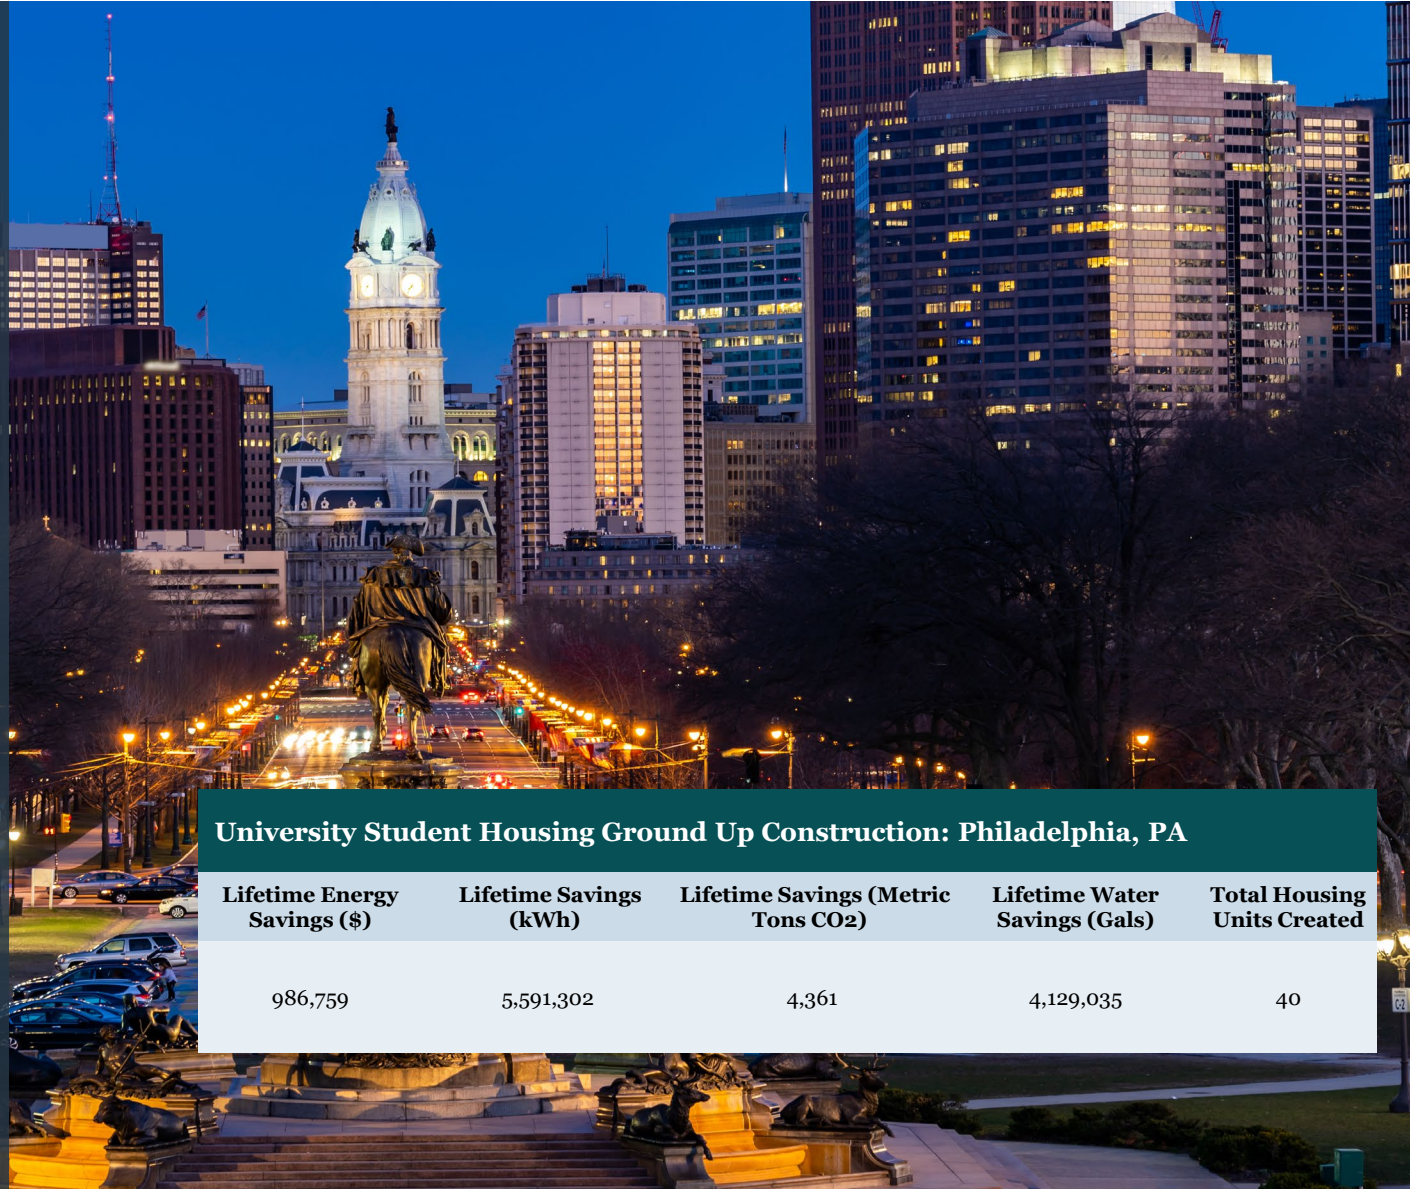 University Student Housing Ground Up Construction: Philadelphia, PA
Lifetime Energy Savings ($)
Lifetime Savings (kWh)
Lifetime Savings (Metric Tons CO2)
Lifetime Water Savings (Gals)
Total Housing Units Created
986,759
5,591,302
4,361
4,129,035
40
C-2